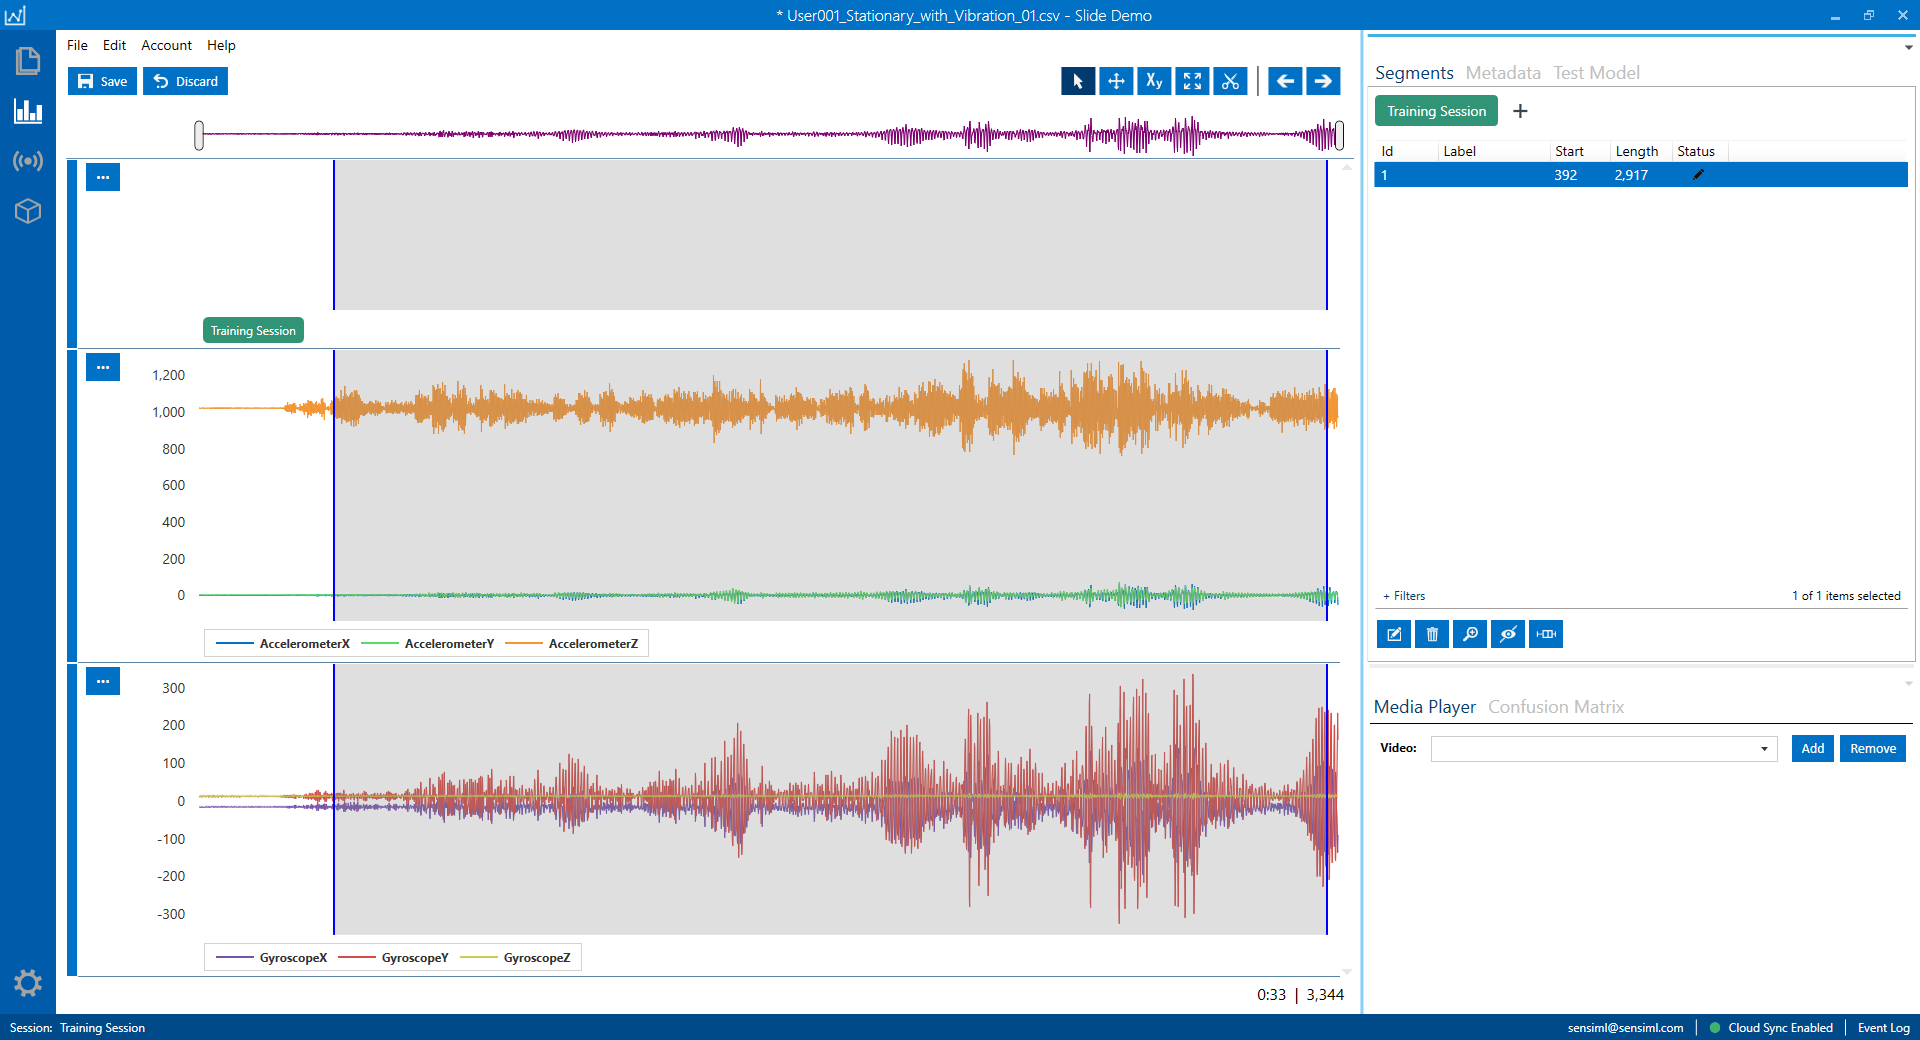 * User001_Stationary_with_Vibration_01.csv - Slide Demo
File Edit Account Help
Save Discard
Xy
Segments Metadata Test Model
Training Session +
Id Label Start Length Status
1 392 2,917
...
Training Session
...
1,200
1,000
800
600
400
200
0
AccelerometerX AccelerometerY AccelerometerZ
...
300
200
100
0
-100
-200
-300
GyroscopeX GyroscopeY GyroscopeZ
0:33 | 3,344
+ Filters 1 of 1 items selected
Media Player Confusion Matrix
Video: Add Remove
Session: Training Session
sensiml@sensiml.com | Cloud Sync Enabled | Event Log